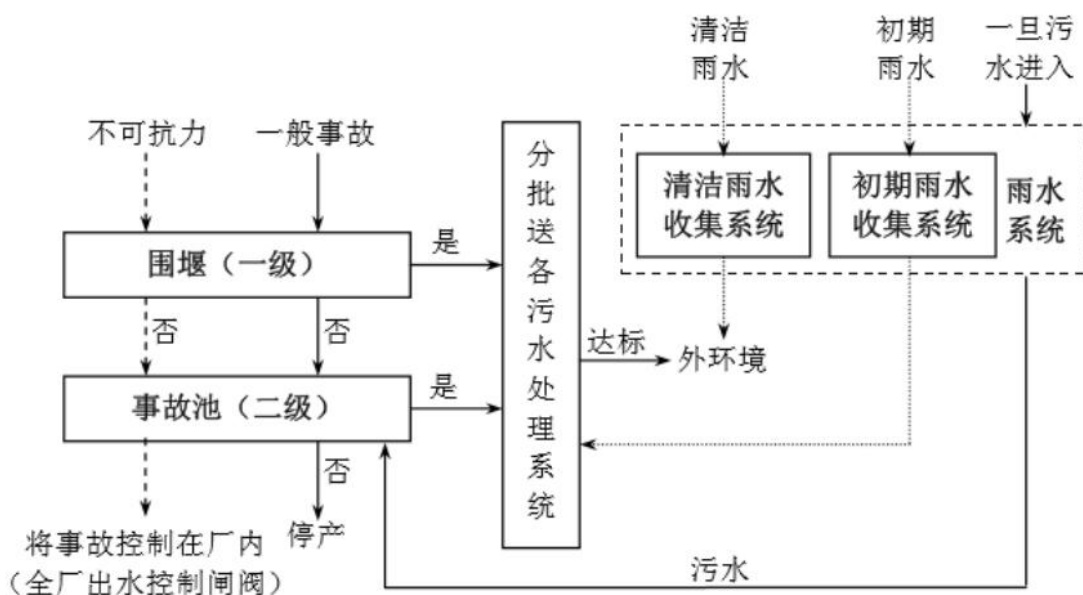 清洁
雨水
初期
雨水
一旦污
水进入
不可抗力
一般事故
分批送各污水处理系统
清洁雨水
收集系统
初期雨水
收集系统
雨水
系统
围堰（一级）
是
否
否
达标
外环境
事故池（二级）
是
否
将事故控制在厂内
（全厂出水控制闸阀）
停产
污水